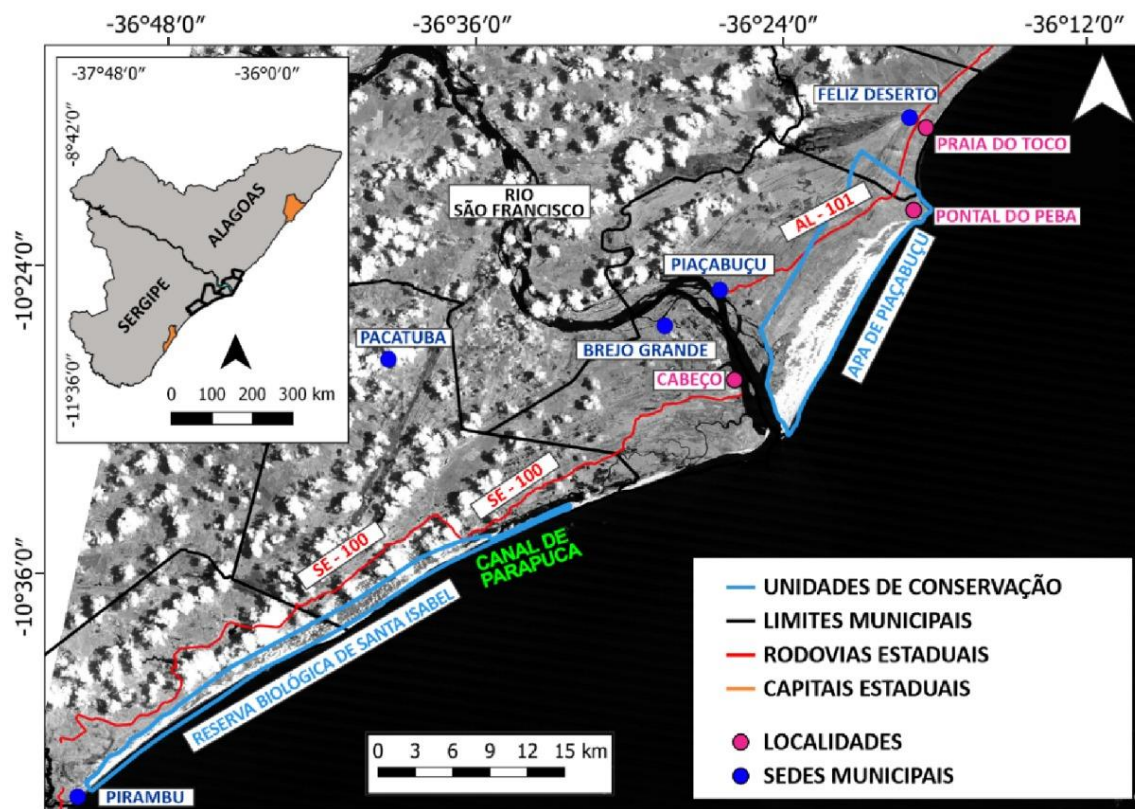 -36°48′0″
-36°36′0″
-36°24′0″
-36°12′0″
-37°48′0″
-36°0′0″
-8°42′0″
-11°36′0″
ALAGOAS
SERGIPE
0 100 200 300 km
FELIZ DESERTO
PRAIA DO TOCO
RIO
SÃO FRANCISCO
AL - 101
PONTAL DO PEBA
-10°24′0″
PIAÇABUÇU
APA DE PIAÇABUÇU
PACATUBA
BREJO GRANDE
CABEÇO
SE - 100
SE - 100
CANAL DE
PARAPUCA
-10°36′0″
RESERVA BIOLÓGICA DE SANTA ISABEL
PIRAMBU
0 3 6 9 12 15 km
UNIDADES DE CONSERVAÇÃO
LIMITES MUNICIPAIS
RODOVIAS ESTADUAIS
CAPITAIS ESTADUAIS
LOCALIDADES
SEDES MUNICIPAIS